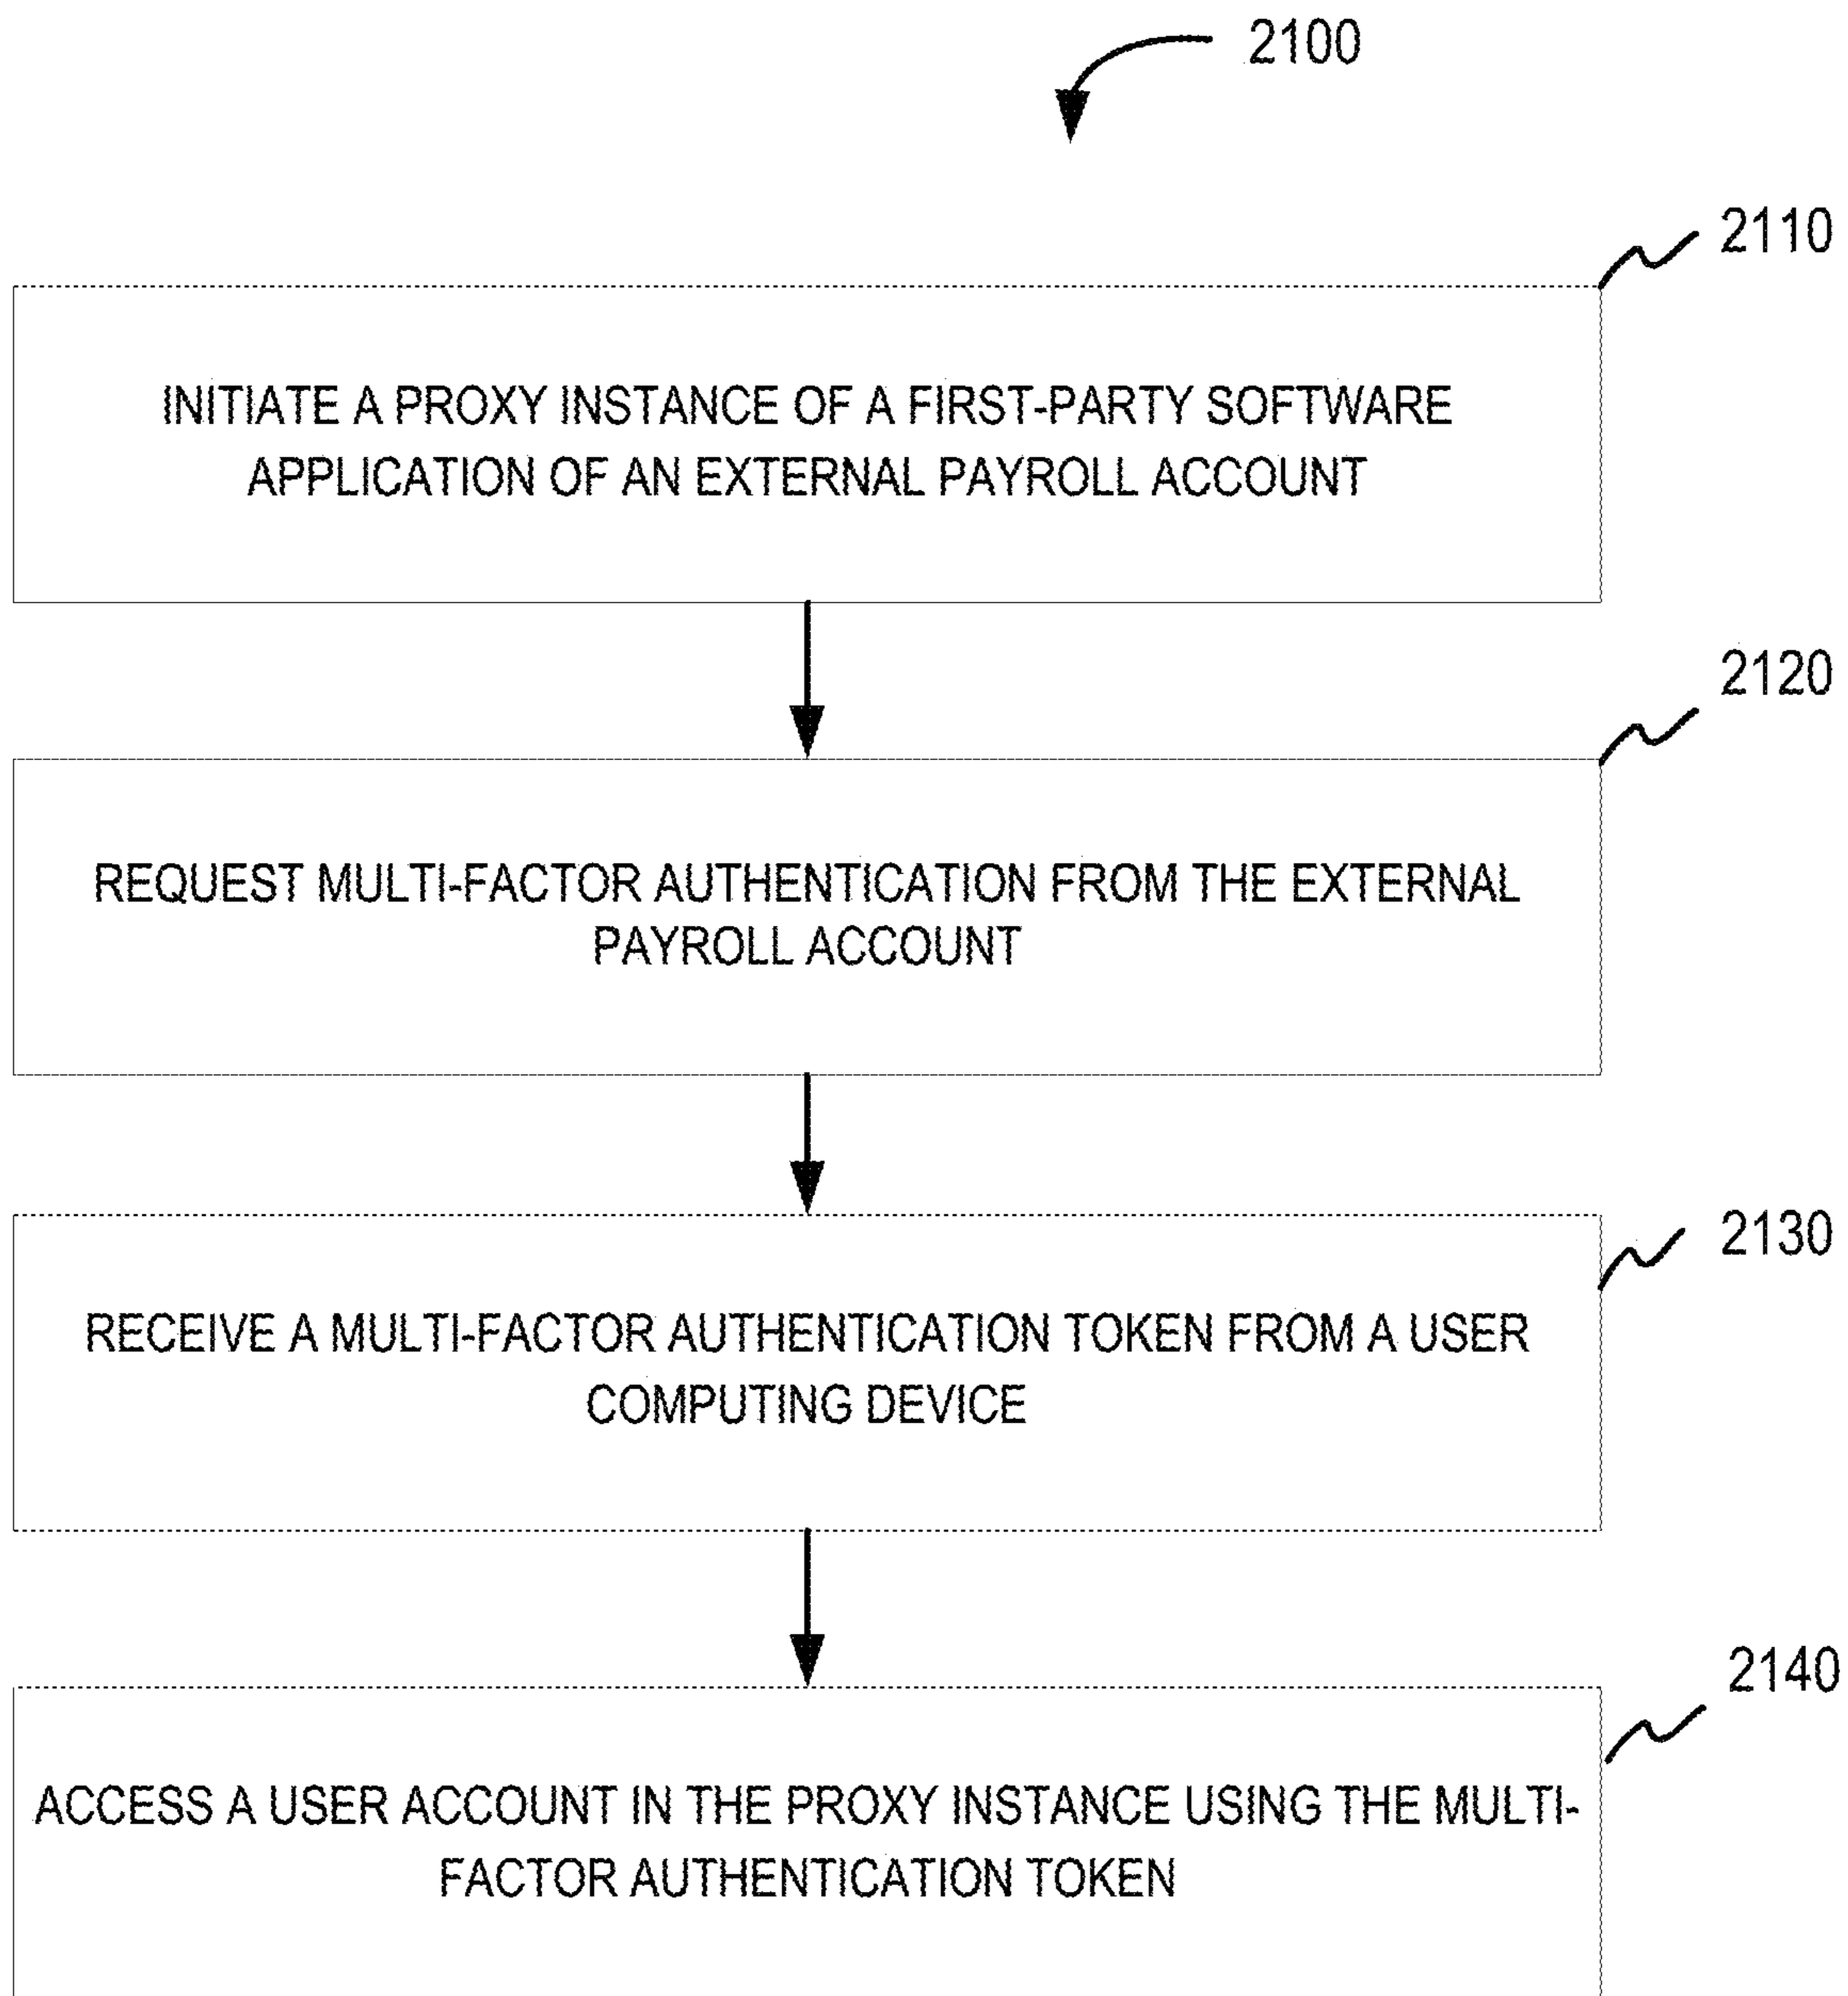 2100
2110
INITIATE A PROXY INSTANCE OF A FIRST-PARTY SOFTWARE
APPLICATION OF AN EXTERNAL PAYROLL ACCOUNT
2120
REQUEST MULTI-FACTOR AUTHENTICATION FROM THE EXTERNAL
PAYROLL ACCOUNT
2130
RECEIVE A MULTI-FACTOR AUTHENTICATION TOKEN FROM A USER
COMPUTING DEVICE
2140
ACCESS A USER ACCOUNT IN THE PROXY INSTANCE USING THE MULTI-
FACTOR AUTHENTICATION TOKEN